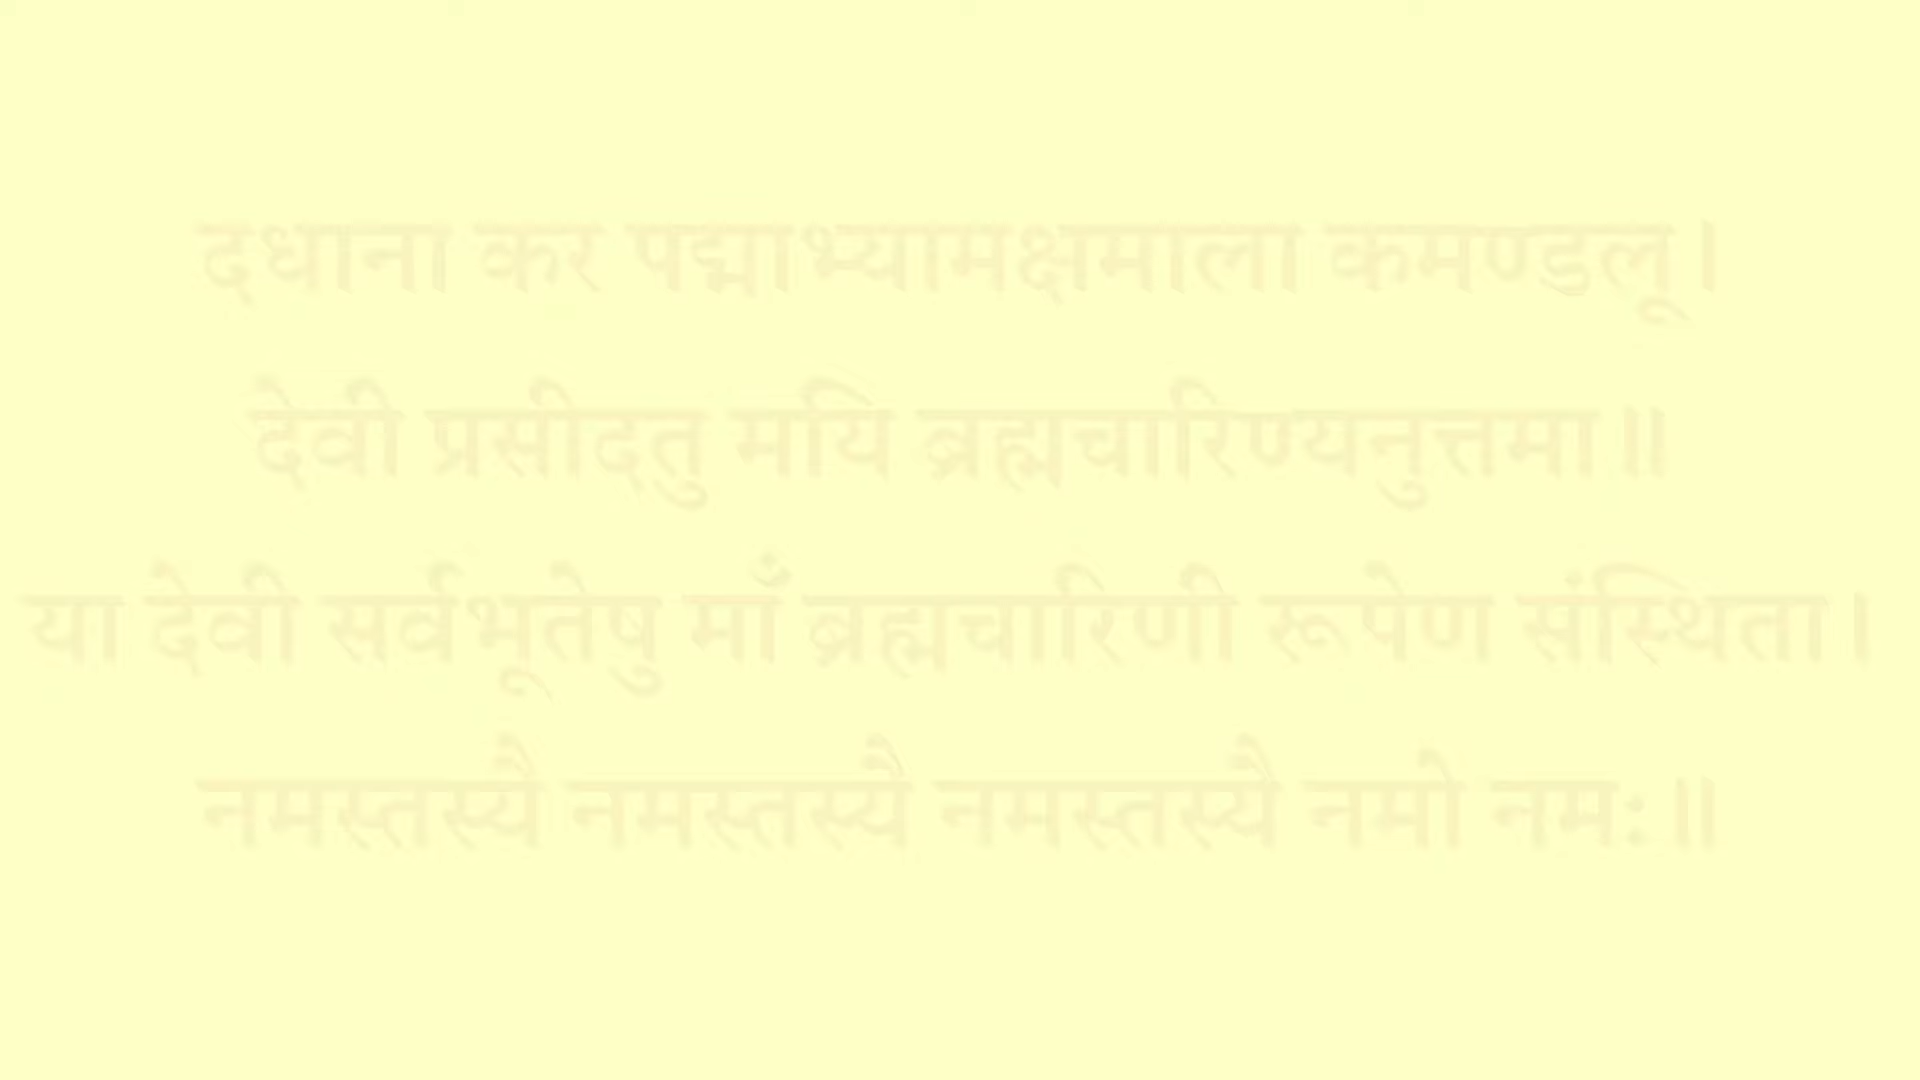 दधाना कर पद्माभ्यामक्षमाला कमण्डलू।
देवी प्रसीदतु मयि ब्रह्मचारिण्यनुत्तमा॥
या देवी सर्वभूतेषु माँ ब्रह्मचारिणी रूपेण संस्थिता।
नमस्तस्यै नमस्तस्यै नमस्तस्यै नमो नमः॥